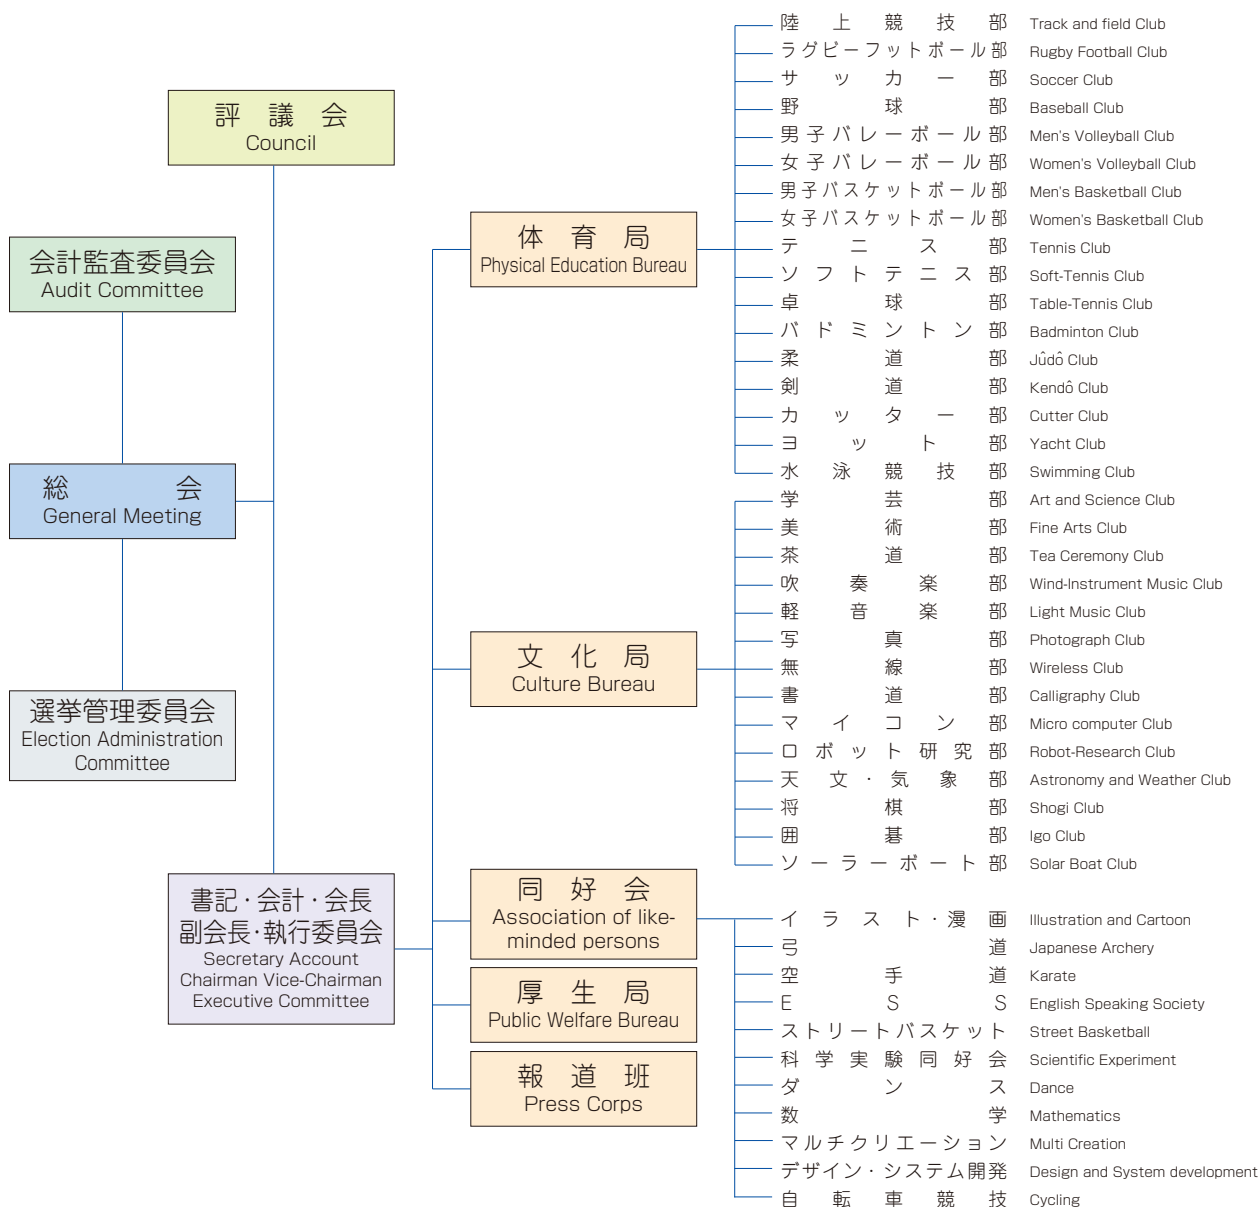 評議会
Council
会計監査委員会
Audit Committee
総会
General Meeting
選挙管理委員会
Election Administration
Committee
書記・会計・会長
副会長・執行委員会
Secretary Account
Chairman Vice-Chairman
Executive Committee
体育局
Physical Education Bureau
陸上競技部 Track and field Club
ラグビーフットボール部 Rugby Football Club
サッカー部 Soccer Club
野球部 Baseball Club
男子バレーボール部 Men's Volleyball Club
女子バレーボール部 Women's Volleyball Club
男子バスケットボール部 Men's Basketball Club
女子バスケットボール部 Women's Basketball Club
テニス部 Tennis Club
ソフトテニス部 Soft-Tennis Club
卓球部 Table-Tennis Club
バドミントン部 Badminton Club
柔道部 Jûdô Club
剣道部 Kendô Club
カッター部 Cutter Club
ヨット部 Yacht Club
水泳競技部 Swimming Club
文化局
Culture Bureau
学芸部 Art and Science Club
美術部 Fine Arts Club
茶道部 Tea Ceremony Club
吹奏楽部 Wind-Instrument Music Club
軽音楽部 Light Music Club
写真部 Photograph Club
無線部 Wireless Club
書道部 Calligraphy Club
マイコン部 Micro computer Club
ロボット研究部 Robot-Research Club
天文・気象部 Astronomy and Weather Club
将棋部 Shogi Club
囲碁部 Igo Club
ソーラーボート部 Solar Boat Club
同好会
Association of like-
minded persons
イラスト・漫画 Illustration and Cartoon
弓道 Japanese Archery
空手道 Karate
ESS English Speaking Society
ストリートバスケット Street Basketball
科学実験同好会 Scientific Experiment
ダンス Dance
数学 Mathematics
マルチクリエーション Multi Creation
デザイン・システム開発 Design and System development
自転車競技 Cycling
厚生局
Public Welfare Bureau
報道班
Press Corps